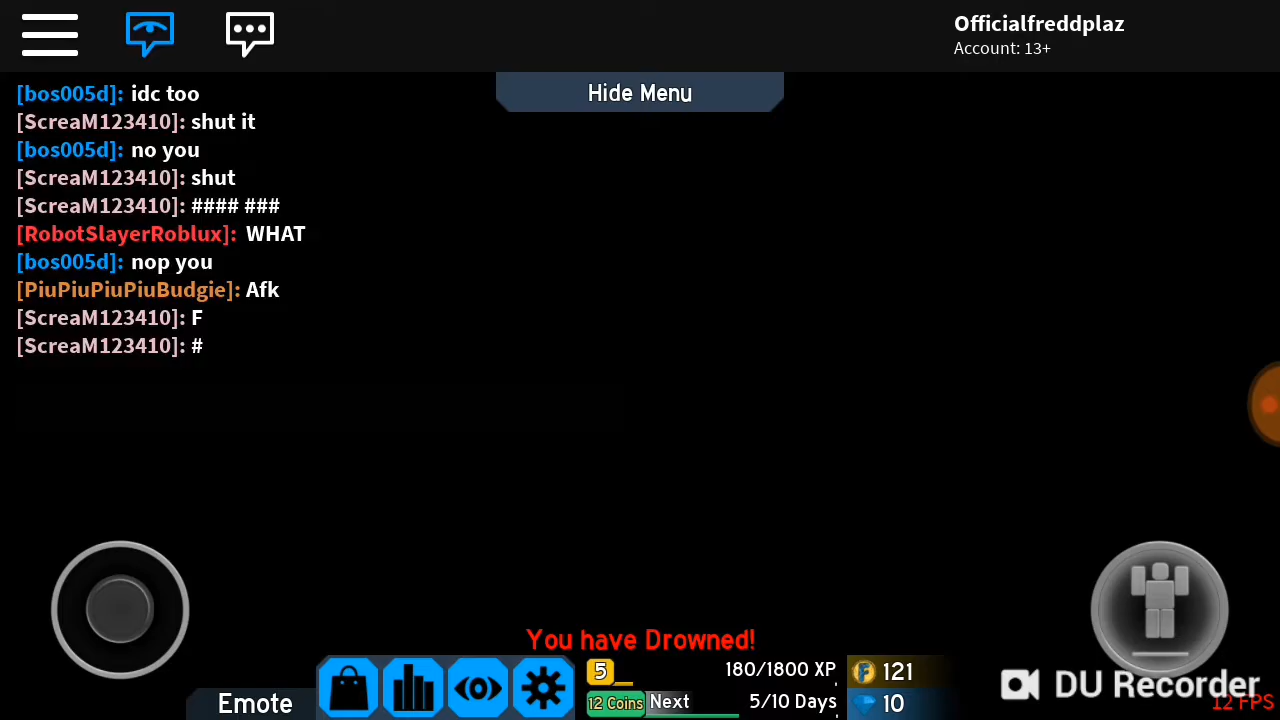 Officialfreddplaz
Account: 13+
Hide Menu
[bos005d]: idc too
[ScreaM123410]: shut it
[bos005d]: no you
[ScreaM123410]: shut
[ScreaM123410]: #### ###
[RobotSlayerRoblux]: WHAT
[bos005d]: nop you
[PiuPiuPiuPiuBudgie]: Afk
[ScreaM123410]: F
[ScreaM123410]: #
You have Drowned!
5 180/1800 XP
121
12 Coins Next 5/10 Days
10
Emote
DU Recorder
12 FPS